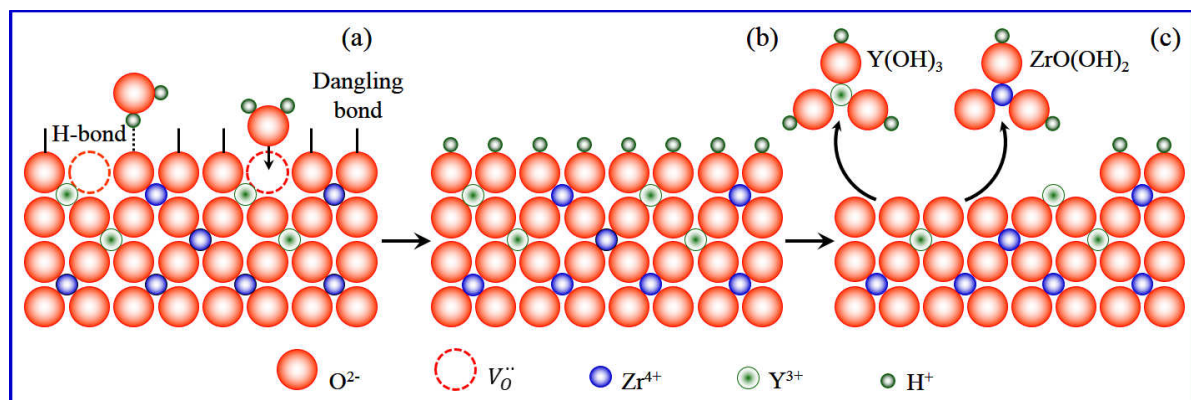 (a)
(b)
(c)
Dangling
bond
H-bond
Y(OH)₃
ZrO(OH)₂
O²⁻
V_O^{··}
Zr⁴⁺
Y³⁺
H⁺